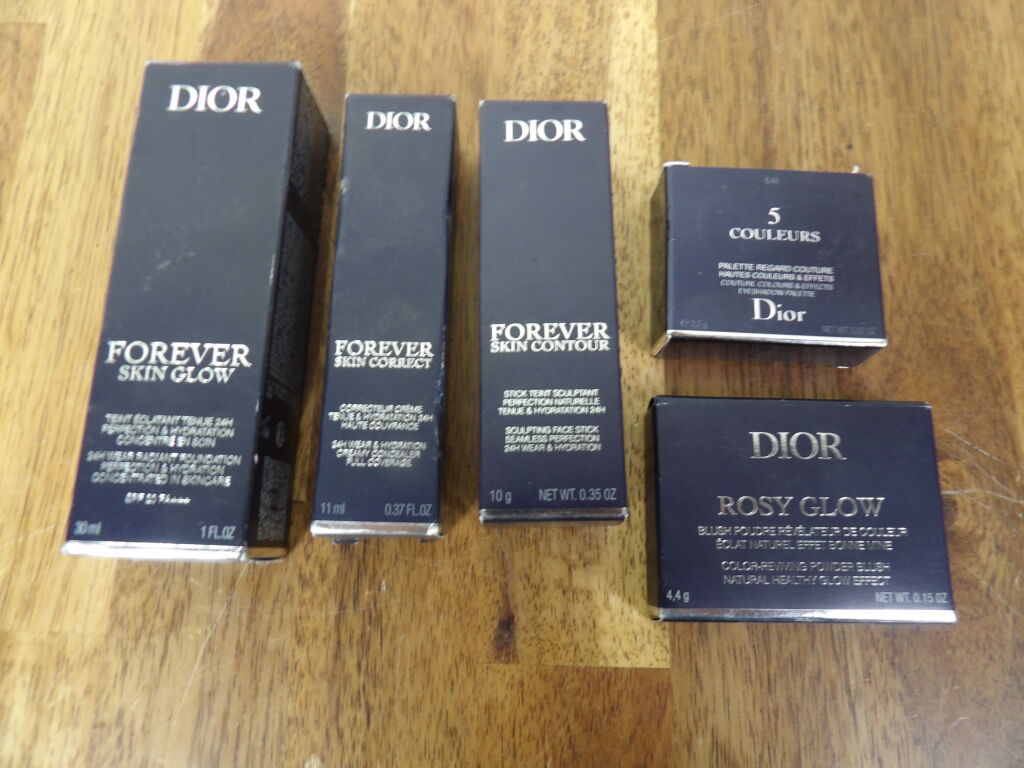 DIOR
FOREVER
SKIN GLOW
TEINT ÉCLATANT TENUE 24H
PERFECTION & HYDRATATION
CONCENTRÉ EN SOIN
24H WEAR RADIANT FOUNDATION
PERFECTION & HYDRATION
CONCENTRATED IN SKINCARE
30 ml
1 FL.OZ
DIOR
FOREVER
SKIN CORRECT
CORRECTEUR CRÈME
TENUE & HYDRATATION 24H
HAUTE COUVRANCE
24H WEAR & HYDRATION
CREAMY CONCEALER
FULL COVERAGE
11 ml
0.37 FL.OZ
DIOR
FOREVER
SKIN CONTOUR
STICK TEINT SCULPTANT
PERFECTION NATURELLE
TENUE & HYDRATATION 24H
SCULPTING FACE STICK
SEAMLESS PERFECTION
24H WEAR & HYDRATION
10 g
NET WT. 0.35 OZ
5
COULEURS
PALETTE REGARD COUTURE
HAUTES COULEURS & EFFETS
COUTURE COLOURS & EFFECTS
EYESHADOW PALETTE
Dior
DIOR
ROSY GLOW
BLUSH POUDRE RÉVÉLATEUR DE COULEUR
ÉCLAT NATUREL EFFET BONNE MINE
COLOR-REVIVING POWDER BLUSH
NATURAL HEALTHY GLOW EFFECT
4,4 g
NET WT. 0.15 OZ